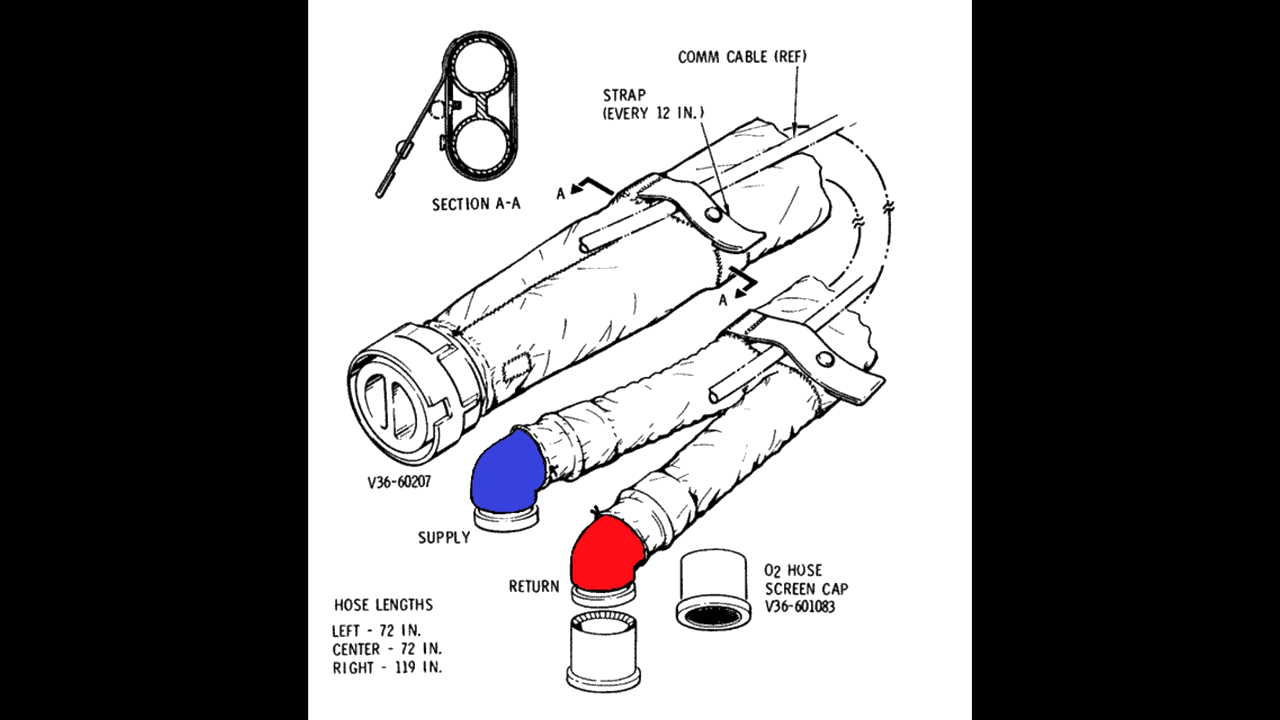 COMM CABLE (REF)
STRAP
(EVERY 12 IN.)
A
SECTION A-A
A
V36-60207
SUPPLY
RETURN
O2 HOSE
SCREEN CAP
V36-601083
HOSE LENGTHS
LEFT - 72 IN.
CENTER - 72 IN.
RIGHT - 119 IN.